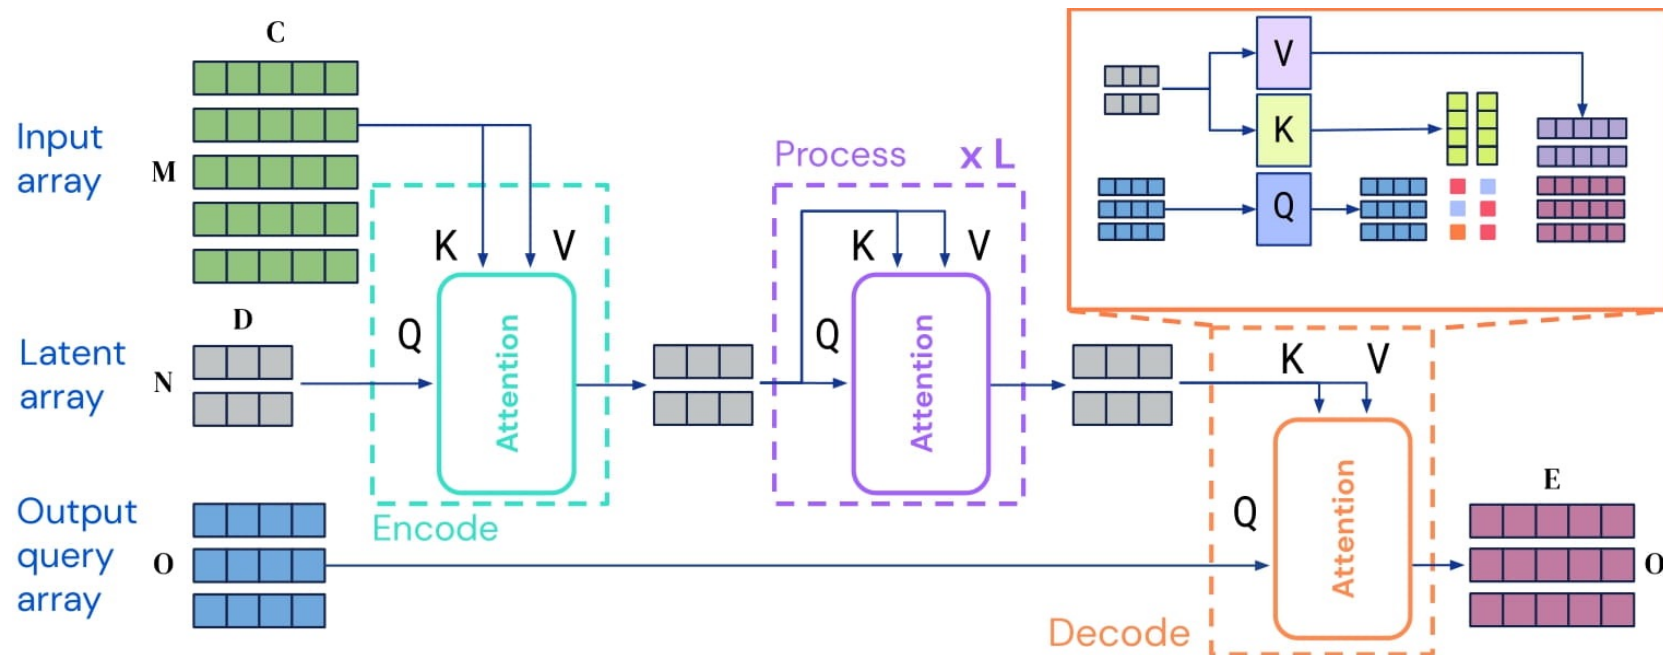 C
Input
array
M
D
Latent
array
N
Output
query
array
O
K
V
Q
Attention
Encode
Process
x L
K
V
Q
Attention
V
K
Q
K
V
Q
Attention
Decode
E
O